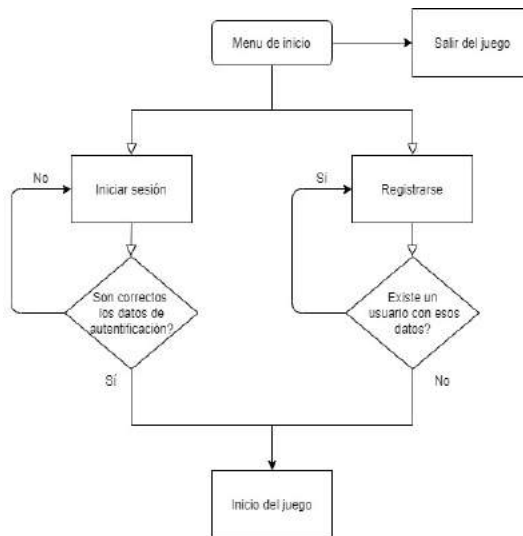 Menu de inicio
Salir del juego
No
Iniciar sesión
Sí
Registrarse
Son correctos
los datos de
autentificación?
Existe un
usuario con esos
datos?
Sí
No
Inicio del juego